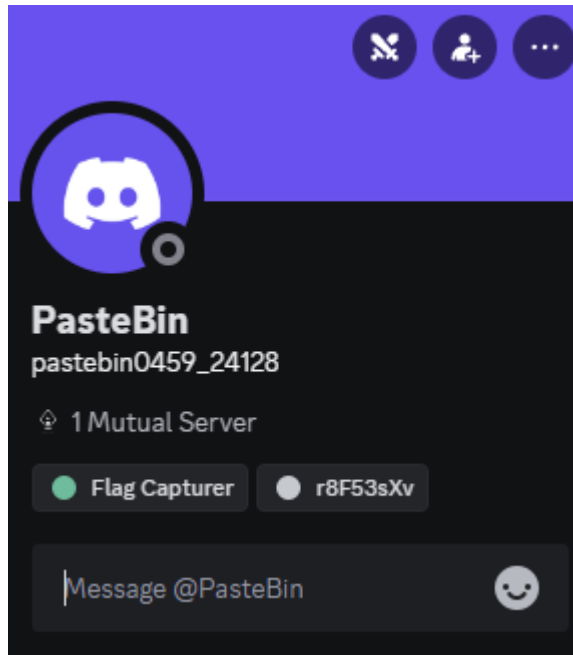 PasteBin
pastebin0459_24128
1 Mutual Server
Flag Capturer r8F53sXv
Message @PasteBin